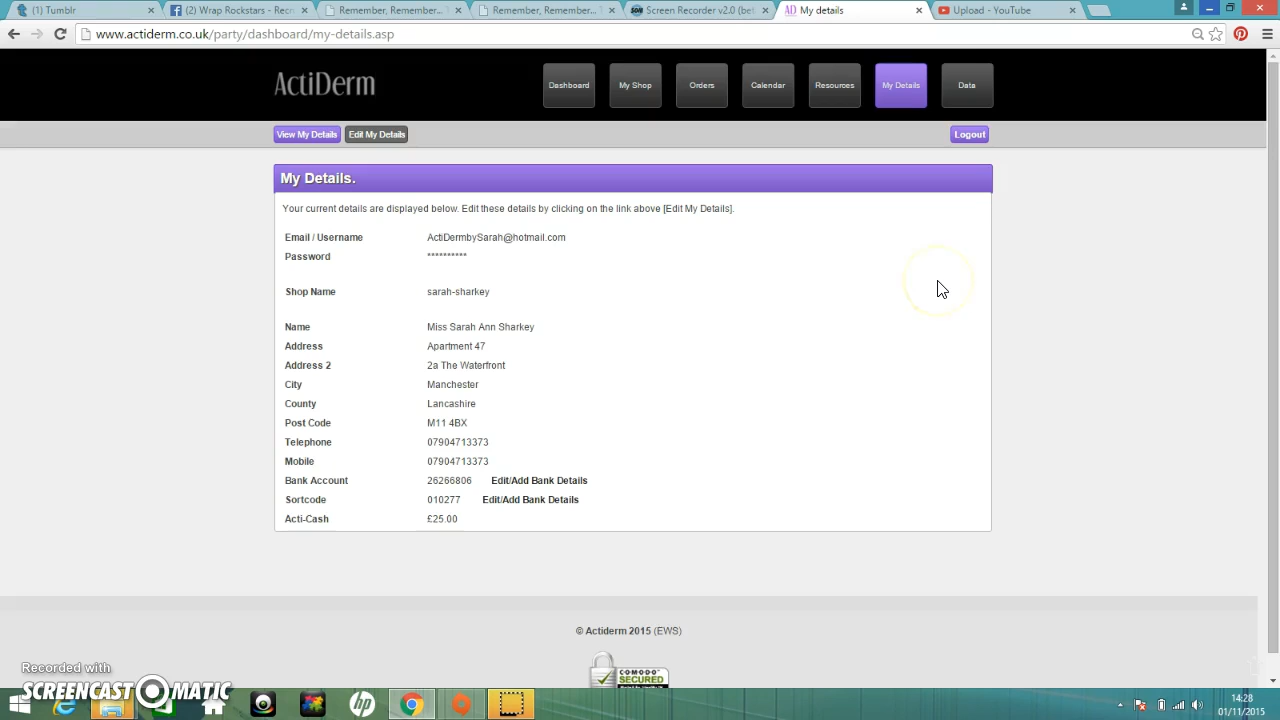 (1) Tumblr
(2) Wrap Rockstars - Recr
Remember, Remember...
Remember, Remember...
Screen Recorder v2.0 (bet
AD My details
Upload - YouTube
www.actiderm.co.uk/party/dashboard/my-details.asp
ActiDerm
Dashboard
My Shop
Orders
Calendar
Resources
My Details
Data
View My Details
Edit My Details
Logout
My Details.
Your current details are displayed below. Edit these details by clicking on the link above [Edit My Details].
Email / Username ActiDermbySarah@hotmail.com
Password **********
Shop Name sarah-sharkey
Name Miss Sarah Ann Sharkey
Address Apartment 47
Address 2 2a The Waterfront
City Manchester
County Lancashire
Post Code M11 4BX
Telephone 07904713373
Mobile 07904713373
Bank Account 26266806 Edit/Add Bank Details
Sortcode 010277 Edit/Add Bank Details
Acti-Cash £25.00
© Actiderm 2015 (EWS)
COMODO
SECURED
Recorded with
SCREENCAST-O-MATIC
hp
14:28
01/11/2015